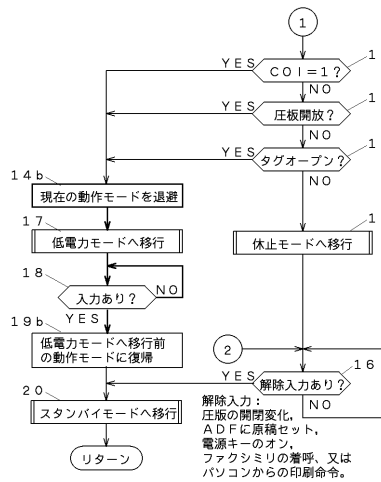 1
YES
COI=1?
1
NO
YES
圧板開放?
1
NO
YES
タグオープン?
1
NO
14b
現在の動作モードを退避
17
低電力モードへ移行
1
休止モードへ移行
18
入力あり?
NO
YES
19b
低電力モードへ移行前
の動作モードに復帰
2
YES
16
解除入力あり?
NO
20
スタンバイモードへ移行
解除入力:
圧版の開閉変化,
ADFに原稿セット,
電源キーのオン,
ファクシミリの着呼、又は
パソコンからの印刷命令。
リターン